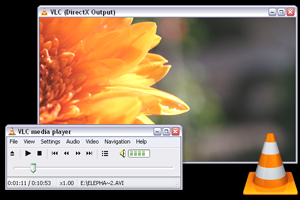 VLC (DirectX Output)
VLC media player
File View Settings Audio Video Navigation Help
0:01:11 / 0:10:53 x1.00 E:\ELEPHA~2.AVI